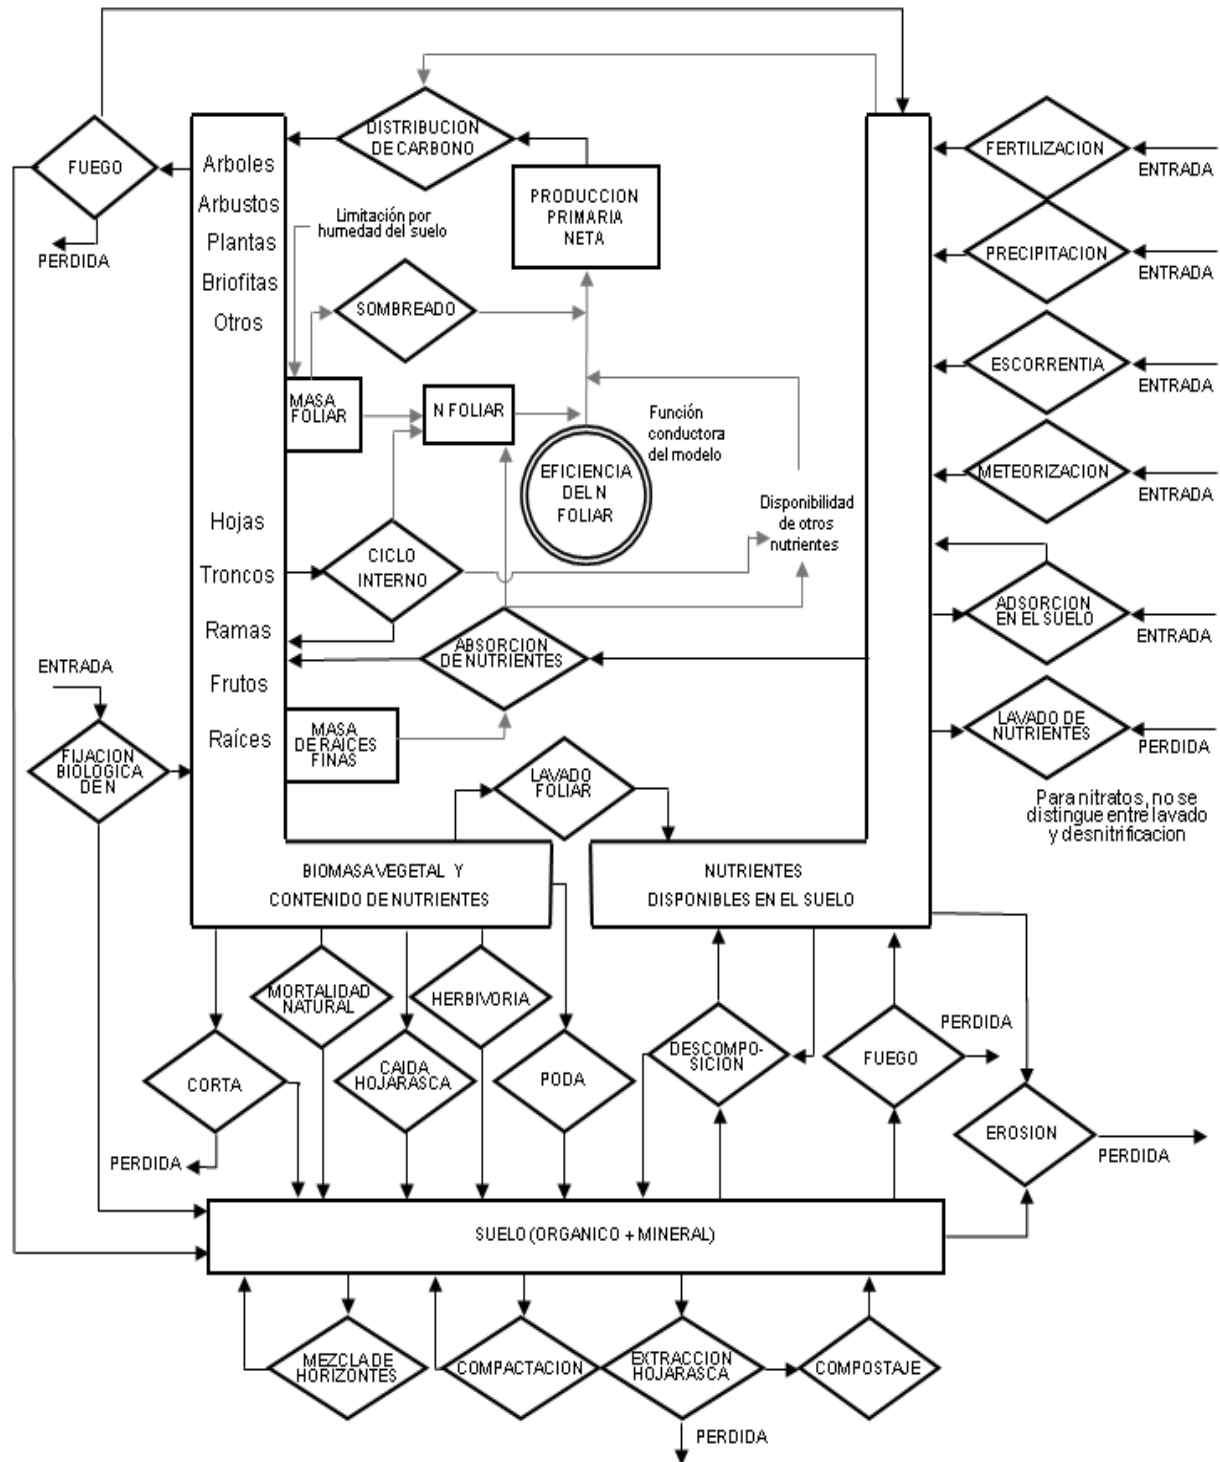 DISTRIBUCION
DE CARBONO
FUEGO
PERDIDA
Arboles
Arbustos
Plantas
Briofitas
Otros
Limitación por
humedad del suelo
PRODUCCION
PRIMARIA
NETA
SOMBREADO
MASA
FOLIAR
N FOLIAR
Función
conductora
del modelo
EFICIENCIA
DEL N
FOLIAR
Disponibilidad
de otros
nutrientes
Hojas
Troncos
Ramas
Frutos
Raíces
CICLO
INTERNO
ABSORCION
DE NUTRIENTES
MASA
DE RAICES
FINAS
ENTRADA
FIJACION
BIOLOGICA
DE N
LAVADO
FOLIAR
FERTILIZACION
ENTRADA
PRECIPITACION
ENTRADA
ESCORRENTIA
ENTRADA
METEORIZACION
ENTRADA
ADSORCION
EN EL SUELO
ENTRADA
LAVADO DE
NUTRIENTES
PERDIDA
Para nitratos, no se
distingue entre lavado
y desnitrificacion
BIOMASA VEGETAL Y
CONTENIDO DE NUTRIENTES
NUTRIENTES
DISPONIBLES EN EL SUELO
MORTALIDAD
NATURAL
HERBIVORIA
CORTA
PERDIDA
CAIDA
HOJARASCA
PODA
DESCOMPO-
SICION
FUEGO
PERDIDA
EROSION
PERDIDA
SUELO (ORGANICO + MINERAL)
MEZCLA DE
HORIZONTES
COMPACTACION
EXTRACCION
HOJARASCA
COMPOSTAJE
PERDIDA